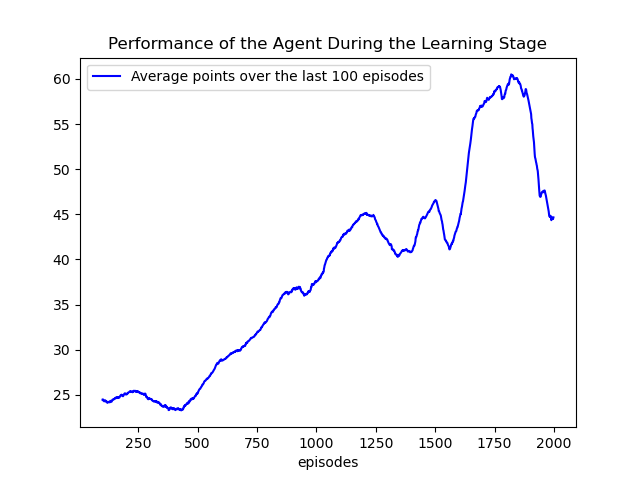 Performance of the Agent During the Learning Stage
Average points over the last 100 episodes
60
55
50
45
40
35
30
25
250 500 750 1000 1250 1500 1750 2000
episodes